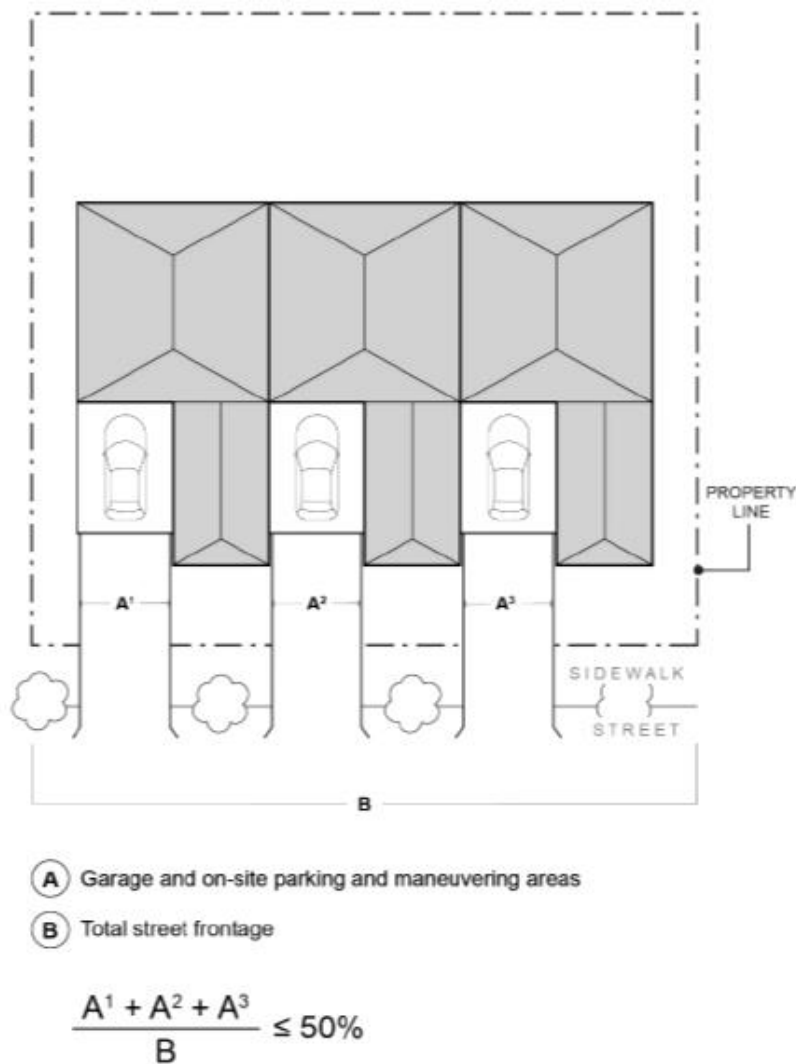 PROPERTY
LINE
A¹
A²
A³
SIDEWALK
STREET
B
A Garage and on-site parking and maneuvering areas
B Total street frontage
A¹ + A² + A³
B
≤ 50%